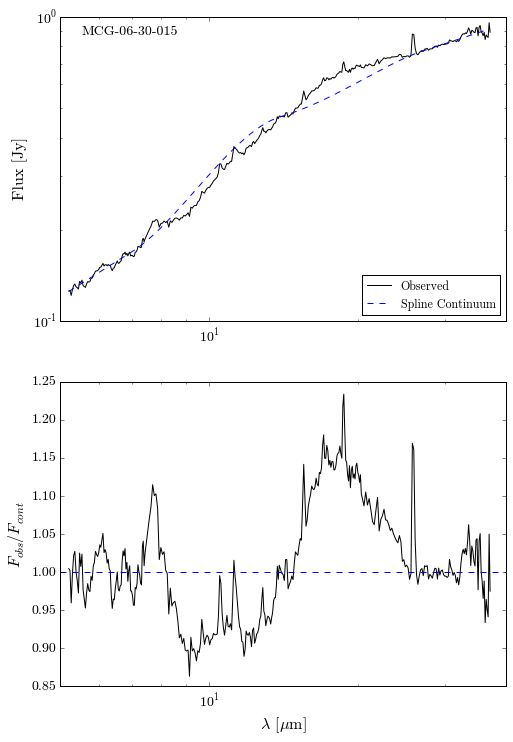 10^0
MCG-06-30-015
Flux [Jy]
Observed
Spline Continuum
10^-1
10^1
1.25
1.20
1.15
1.10
1.05
1.00
0.95
0.90
0.85
F_obs/F_cont
10^1
λ [μm]